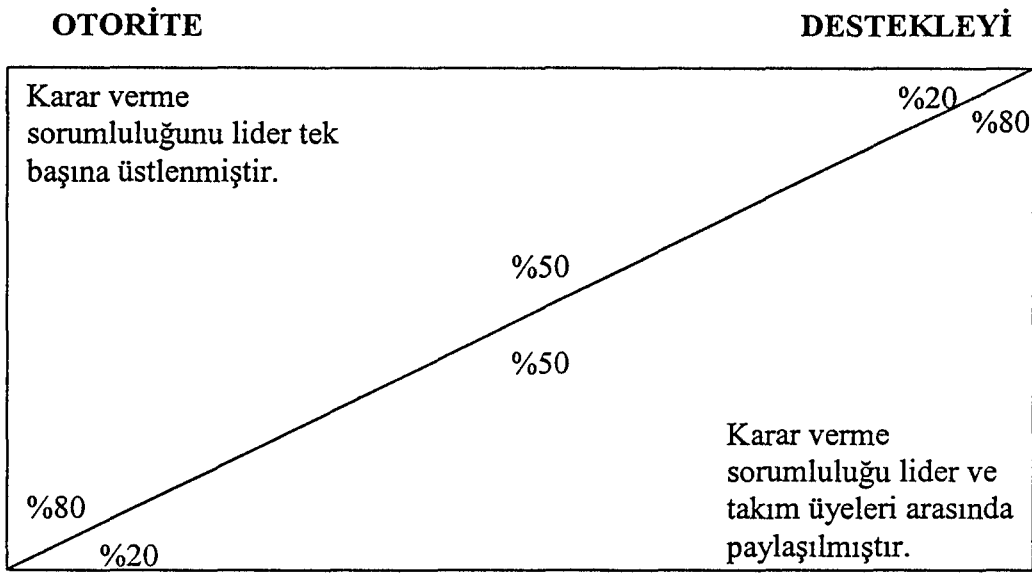 OTORİTE DESTEKLEYİ
Karar verme
sorumluluğunu lider tek
başına üstlenmiştir.
%20
%80
%50
%50
Karar verme
sorumluluğu lider ve
takım üyeleri arasında
paylaşılmıştır.
%80
%20